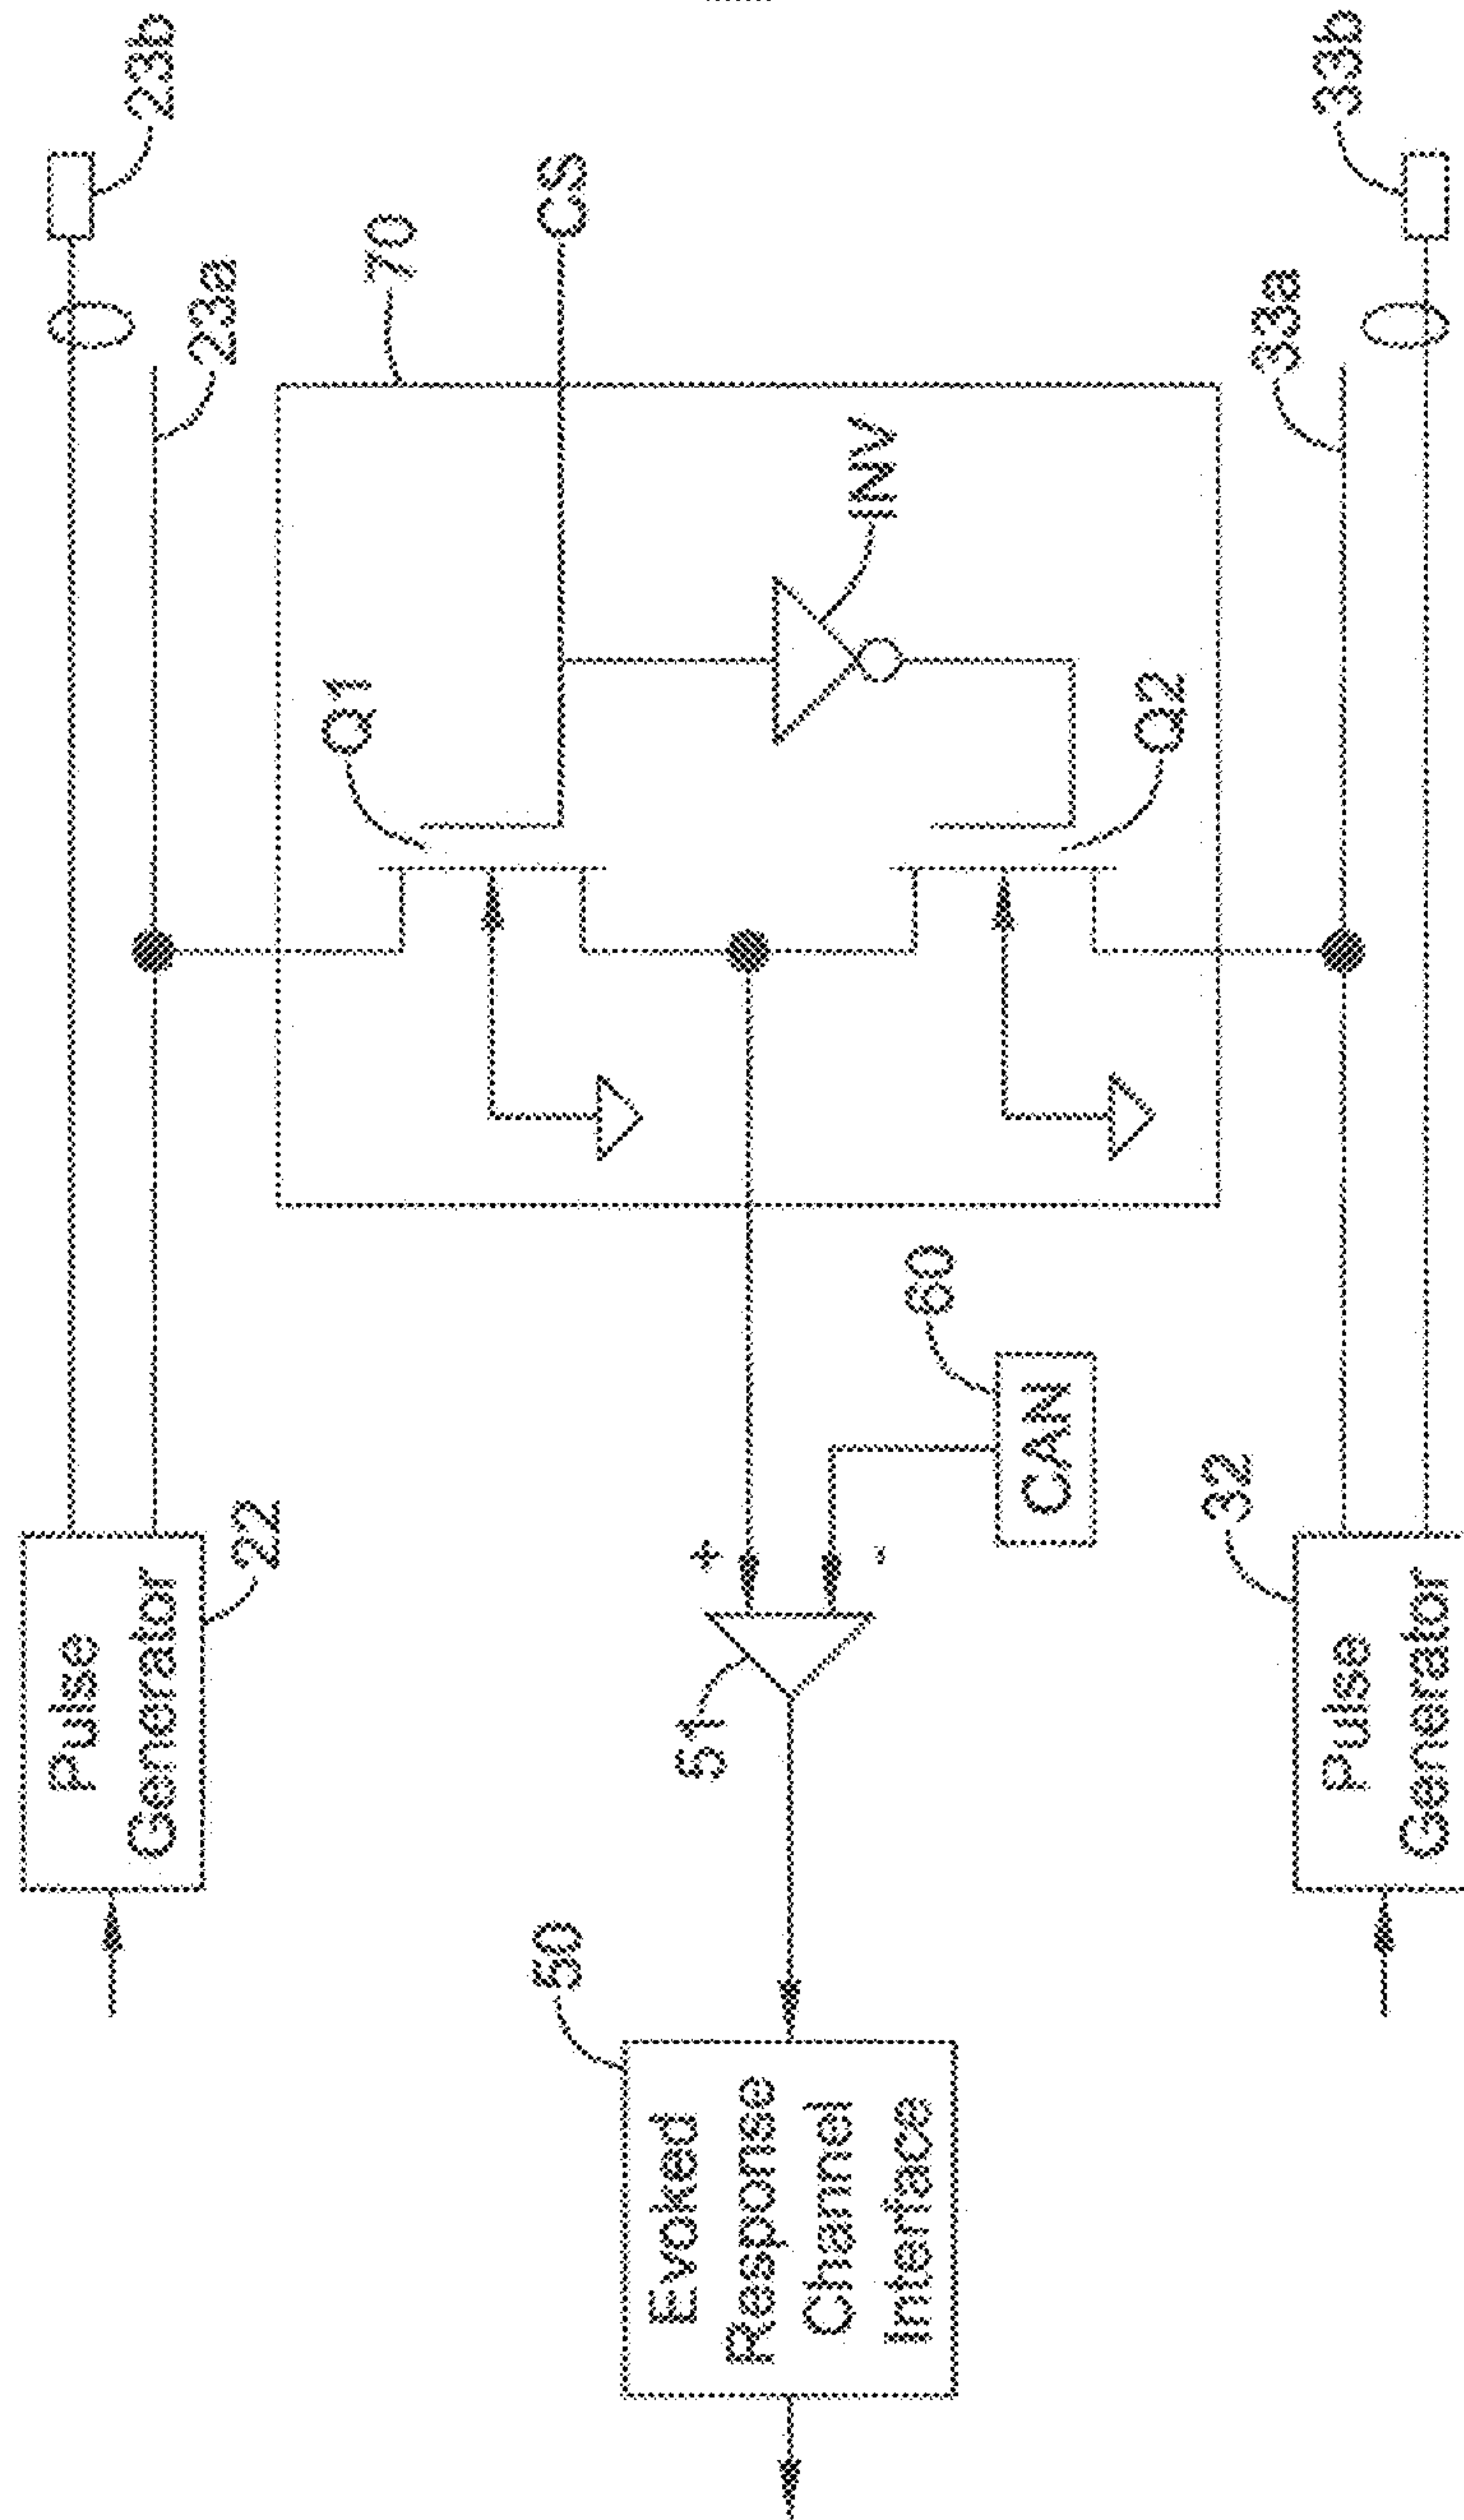 Pulse
Generator
22
23a
23b
70
CS
Q1
INV
Q2
Evoked
Response
Channel
Interface
50
51
+
-
CAN
60
Pulse
Generator
32
33a
33b